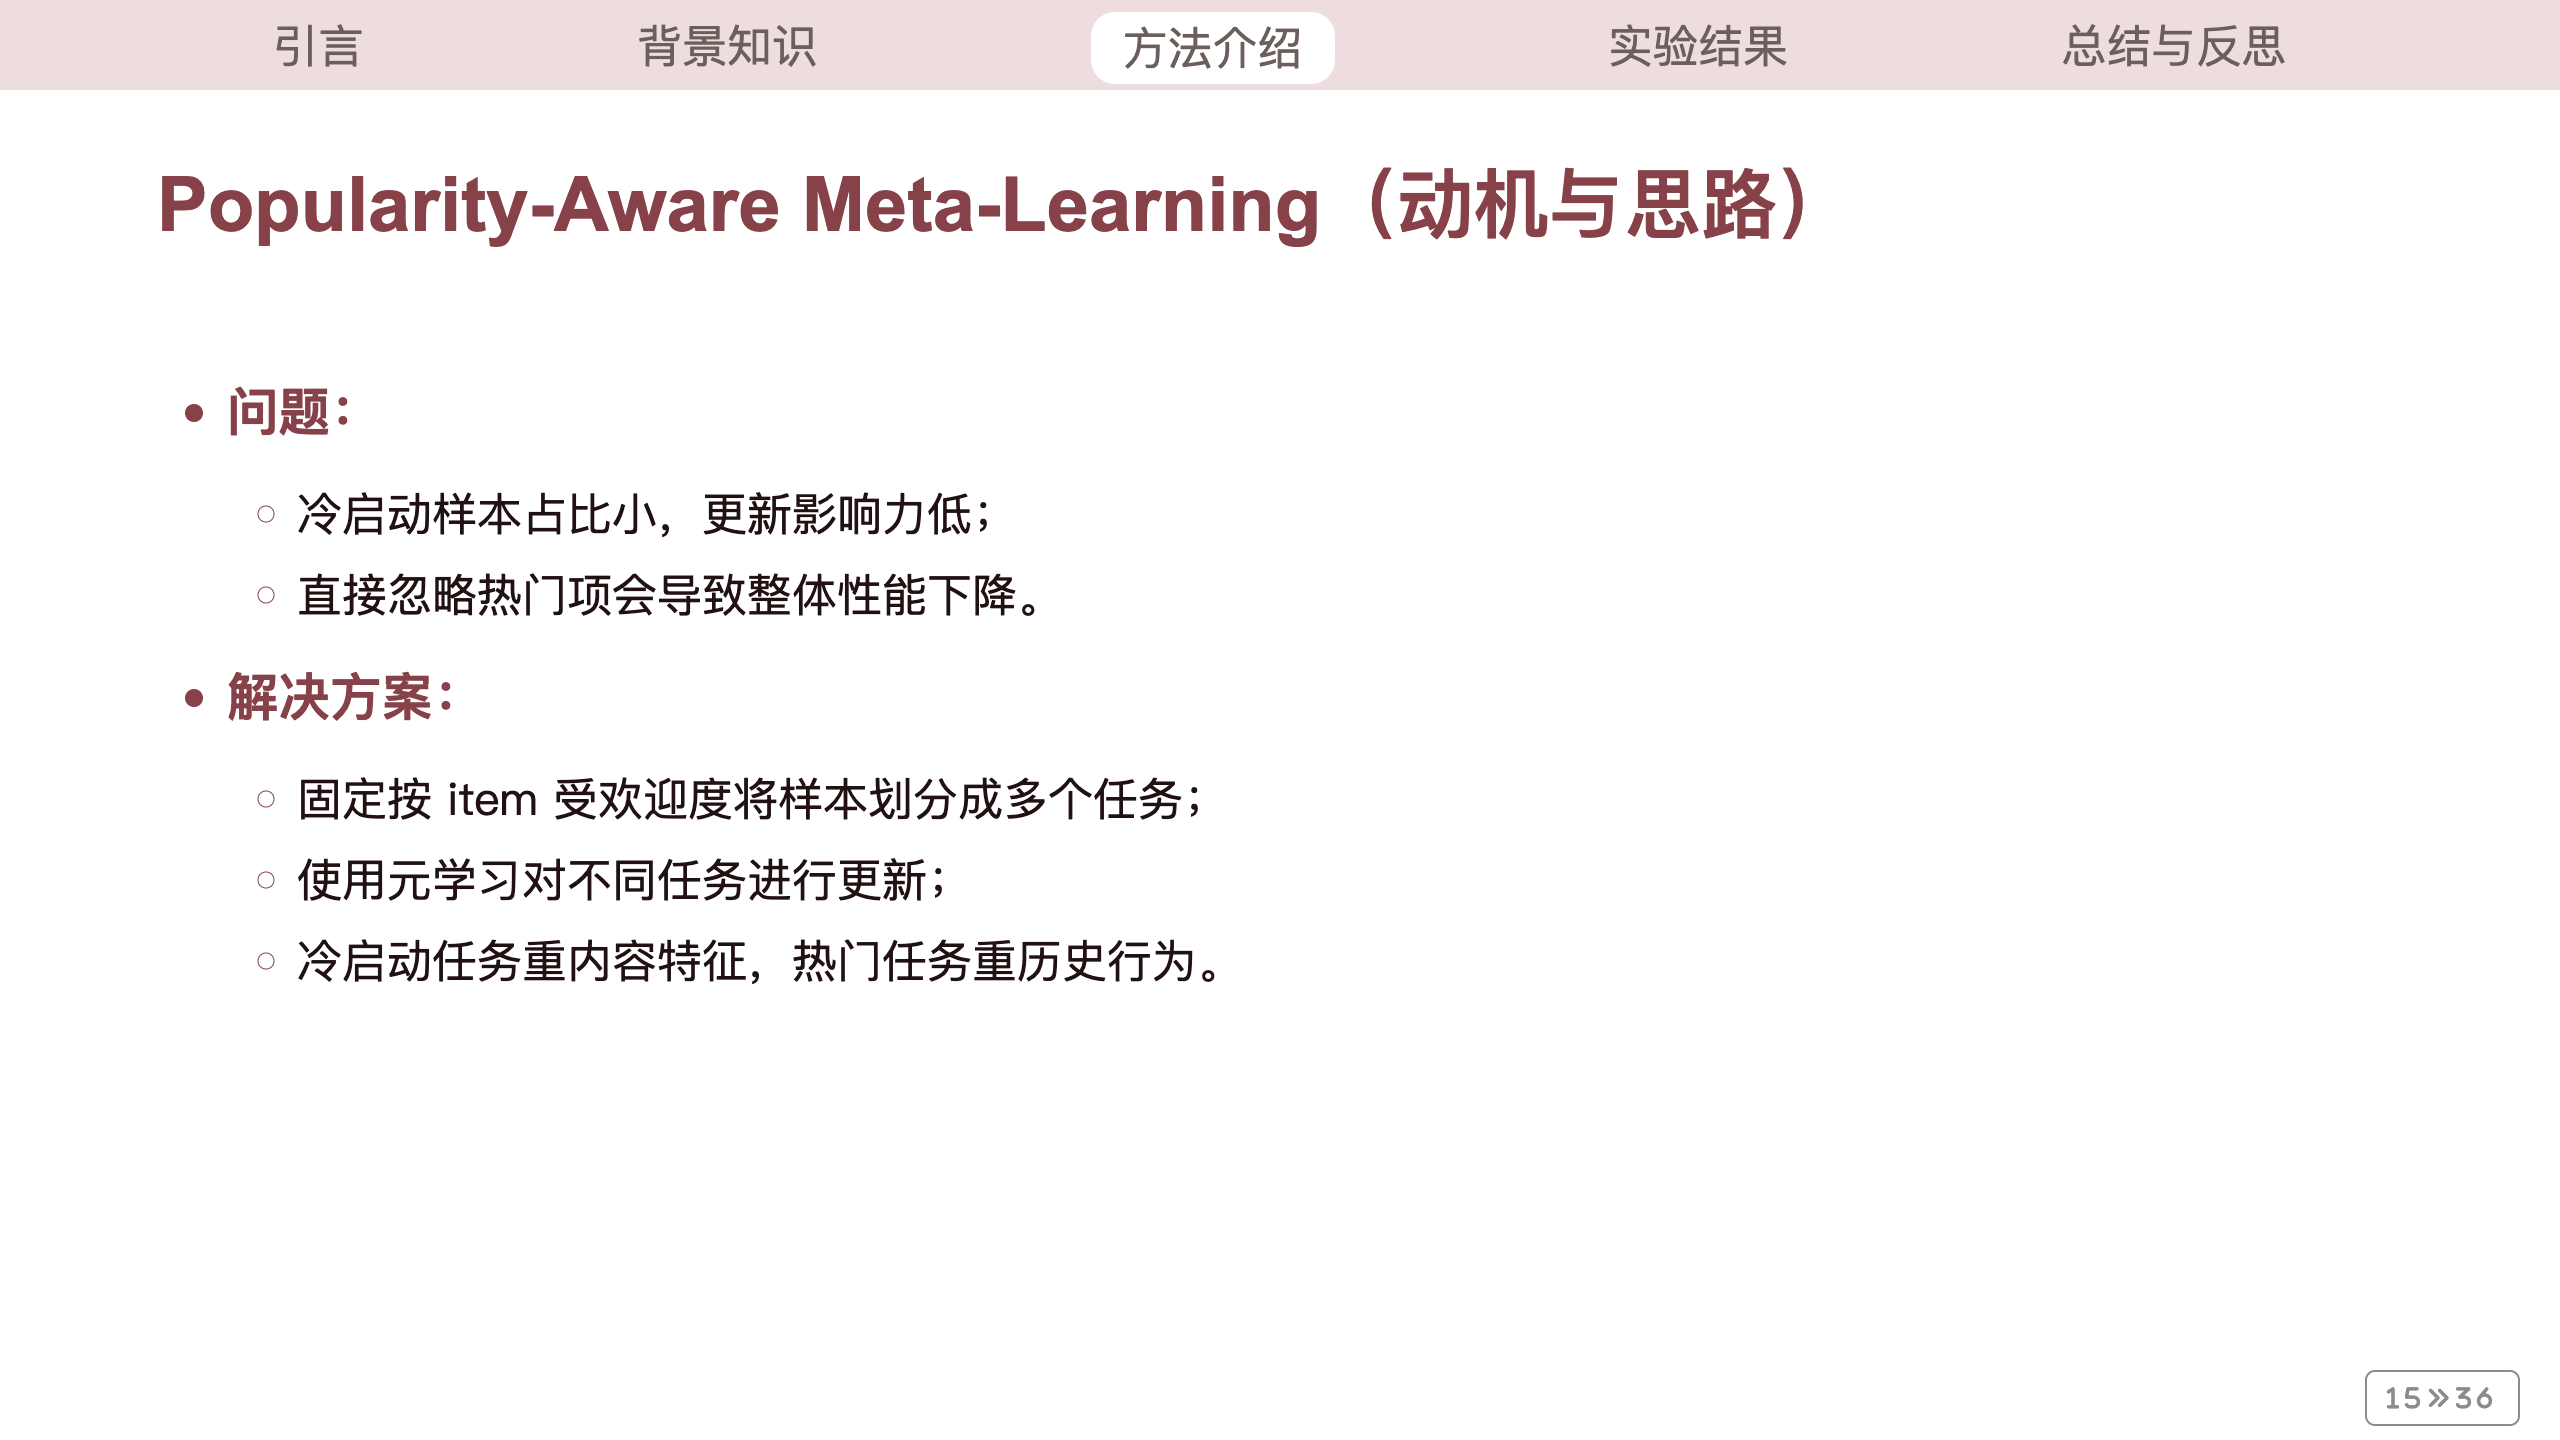 引言 背景知识 方法介绍 实验结果 总结与反思
Popularity-Aware Meta-Learning（动机与思路）
• 问题：
○ 冷启动样本占比小，更新影响力低；
○ 直接忽略热门项会导致整体性能下降。
• 解决方案：
○ 固定按 item 受欢迎度将样本划分成多个任务；
○ 使用元学习对不同任务进行更新；
○ 冷启动任务重内容特征，热门任务重历史行为。
15»36